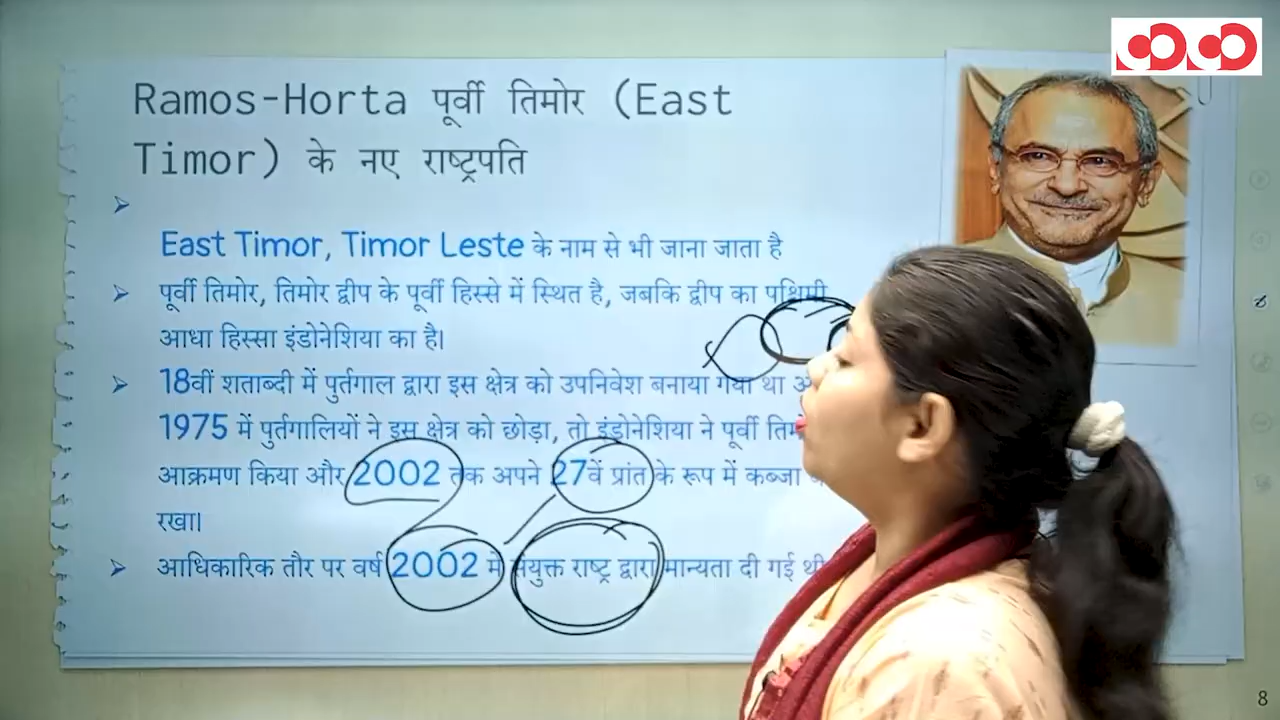 Ramos-Horta पूर्वी तिमोर (East
Timor) के नए राष्ट्रपति
East Timor, Timor Leste के नाम से भी जाना जाता है
पूर्वी तिमोर, तिमोर द्वीप के पूर्वी हिस्से में स्थित है, जबकि द्वीप का पश्चिमी
आधा हिस्सा इंडोनेशिया का है।
18वीं शताब्दी में पुर्तगाल द्वारा इस क्षेत्र को उपनिवेश बनाया गया था
1975 में पुर्तगालियों ने इस क्षेत्र को छोड़ा, तो इंडोनेशिया ने पूर्वी
आक्रमण किया और 2002 तक अपने 27वें प्रांत के रूप में कब्जा
रखा।
आधिकारिक तौर पर वर्ष 2002 में संयुक्त राष्ट्र द्वारा मान्यता दी गई थी
8